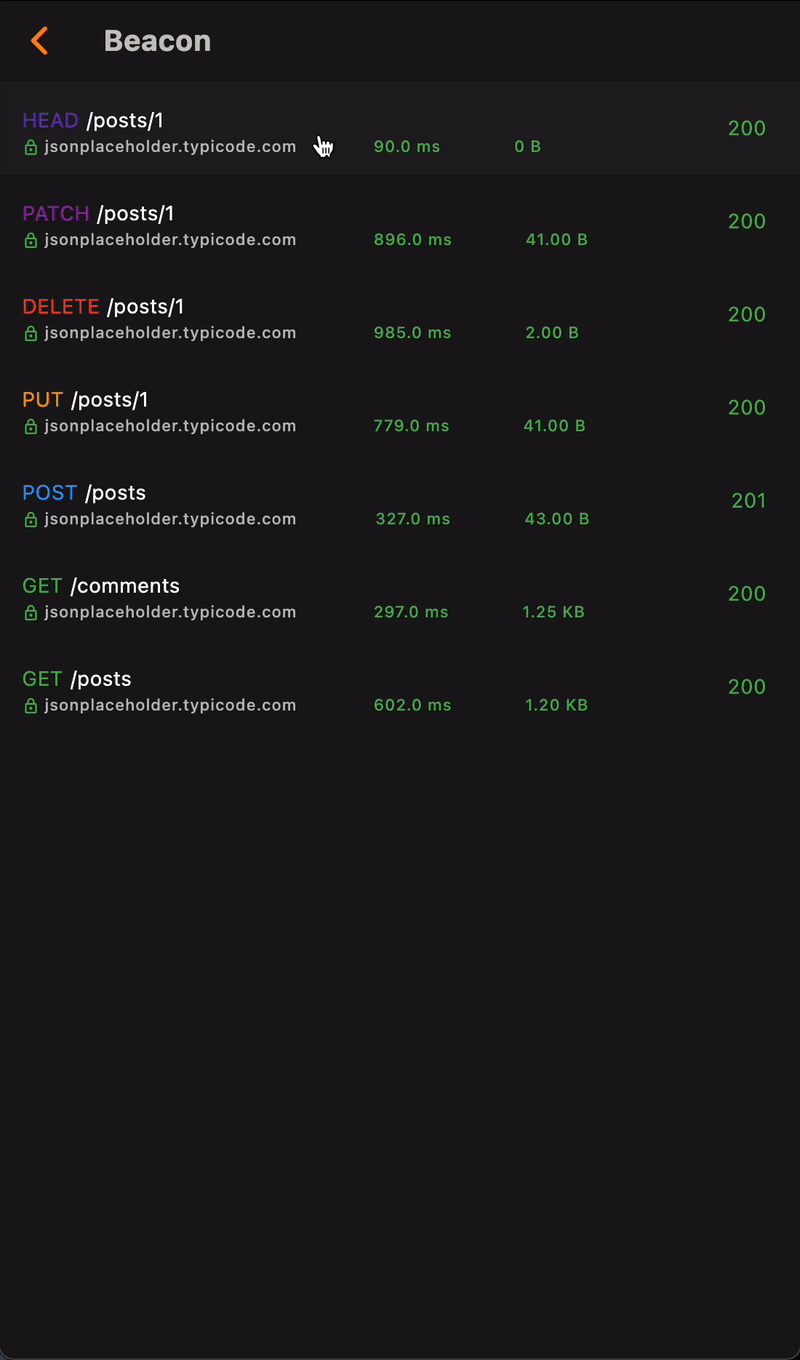 Beacon
HEAD /posts/1
200
jsonplaceholder.typicode.com 90.0 ms 0 B
PATCH /posts/1
200
jsonplaceholder.typicode.com 896.0 ms 41.00 B
DELETE /posts/1
200
jsonplaceholder.typicode.com 985.0 ms 2.00 B
PUT /posts/1
200
jsonplaceholder.typicode.com 779.0 ms 41.00 B
POST /posts
201
jsonplaceholder.typicode.com 327.0 ms 43.00 B
GET /comments
200
jsonplaceholder.typicode.com 297.0 ms 1.25 KB
GET /posts
200
jsonplaceholder.typicode.com 602.0 ms 1.20 KB